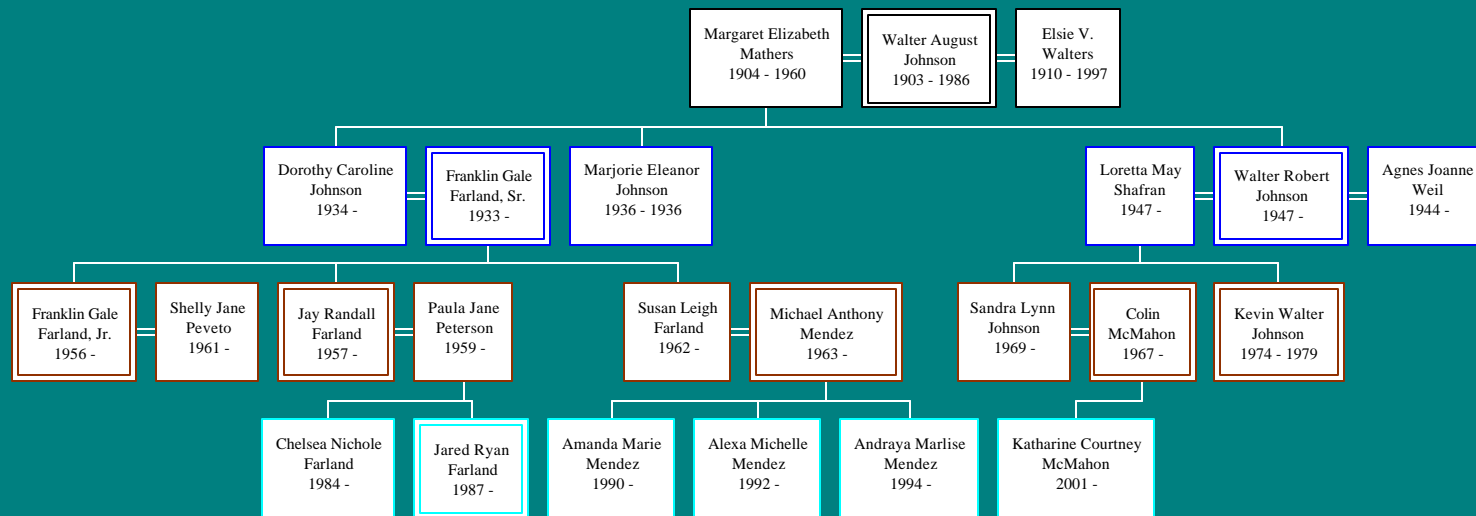 Margaret Elizabeth
Mathers
1904 - 1960
Walter August
Johnson
1903 - 1986
Elsie V.
Walters
1910 - 1997
Dorothy Caroline
Johnson
1934 -
Franklin Gale
Farland, Sr.
1933 -
Marjorie Eleanor
Johnson
1936 - 1936
Loretta May
Shafran
1947 -
Walter Robert
Johnson
1947 -
Agnes Joanne
Weil
1944 -
Franklin Gale
Farland, Jr.
1956 -
Shelly Jane
Peveto
1961 -
Jay Randall
Farland
1957 -
Paula Jane
Peterson
1959 -
Susan Leigh
Farland
1962 -
Michael Anthony
Mendez
1963 -
Sandra Lynn
Johnson
1969 -
Colin
McMahon
1967 -
Kevin Walter
Johnson
1974 - 1979
Chelsea Nichole
Farland
1984 -
Jared Ryan
Farland
1987 -
Amanda Marie
Mendez
1990 -
Alexa Michelle
Mendez
1992 -
Andraya Marlise
Mendez
1994 -
Katharine Courtney
McMahon
2001 -